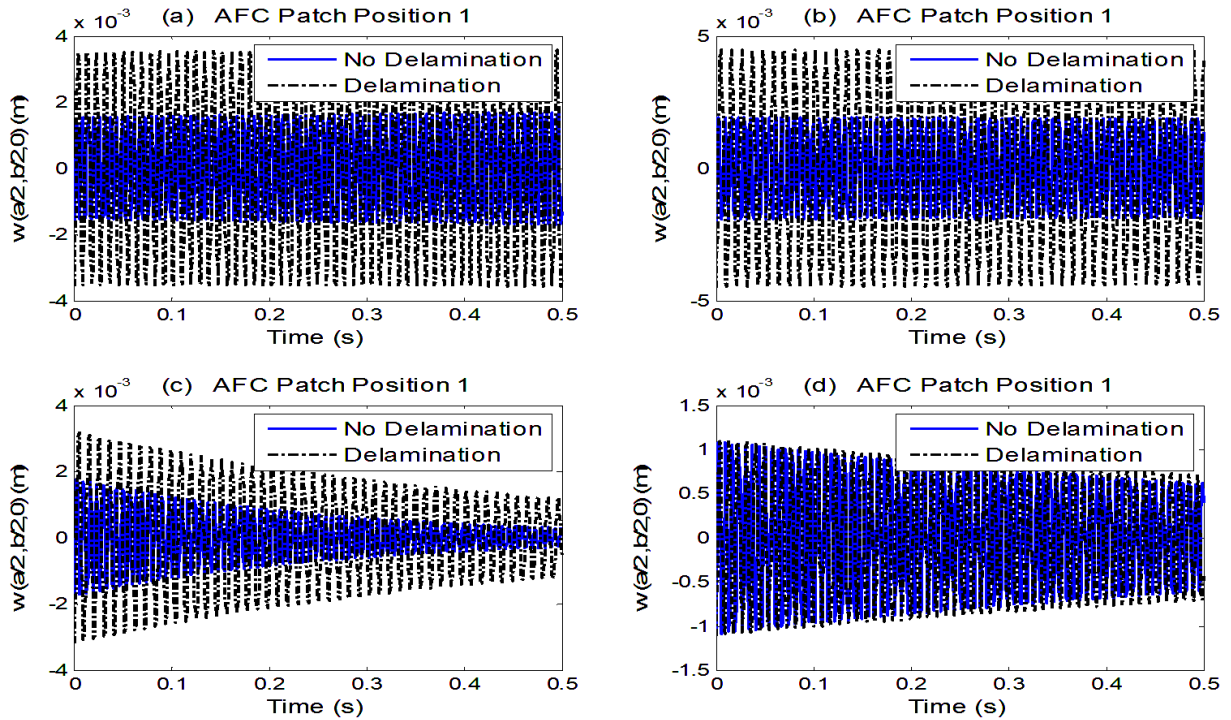 (a) AFC Patch Position 1
x 10-3
4
2
0
-2
-4
w(a/2,b/2,0) (m)
No Delamination
Delamination
0 0.1 0.2 0.3 0.4 0.5
Time (s)
(b) AFC Patch Position 1
x 10-3
5
0
-5
w(a/2,b/2,0) (m)
No Delamination
Delamination
0 0.1 0.2 0.3 0.4 0.5
Time (s)
(c) AFC Patch Position 1
x 10-3
4
2
0
-2
-4
w(a/2,b/2,0) (m)
No Delamination
Delamination
0 0.1 0.2 0.3 0.4 0.5
Time (s)
(d) AFC Patch Position 1
x 10-3
1.5
1
0.5
0
-0.5
-1
-1.5
w(a/2,b/2,0) (m)
No Delamination
Delamination
0 0.1 0.2 0.3 0.4 0.5
Time (s)